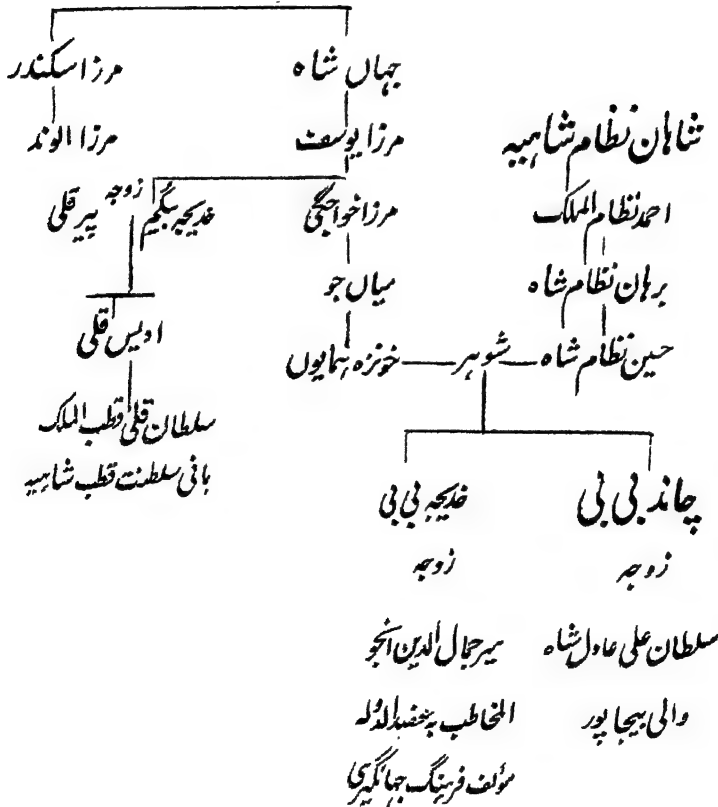 جہاں شاہ مرزا سکندر
شاہان نظام شاہیہ مرزا یوسف مرزا الوند
احمد نظام الملک مرزا خواجگی خدیجہ بیگم زوجہ پیر قلی
برہان نظام شاہ میاں جو
اویس قلی
حسین نظام شاہ شوہر خونزہ ہمایوں
سلطان قلی قطب الملک
بانی سلطنت قطب شاہیہ
چاند بی بی خدیجہ بی بی
زوجہ زوجہ
سلطان علی عادل شاہ میر جمال الدین انجو
والی بیجاپور المخاطب بہ عضد الدولہ
مؤلف فرہنگ جہانگیری